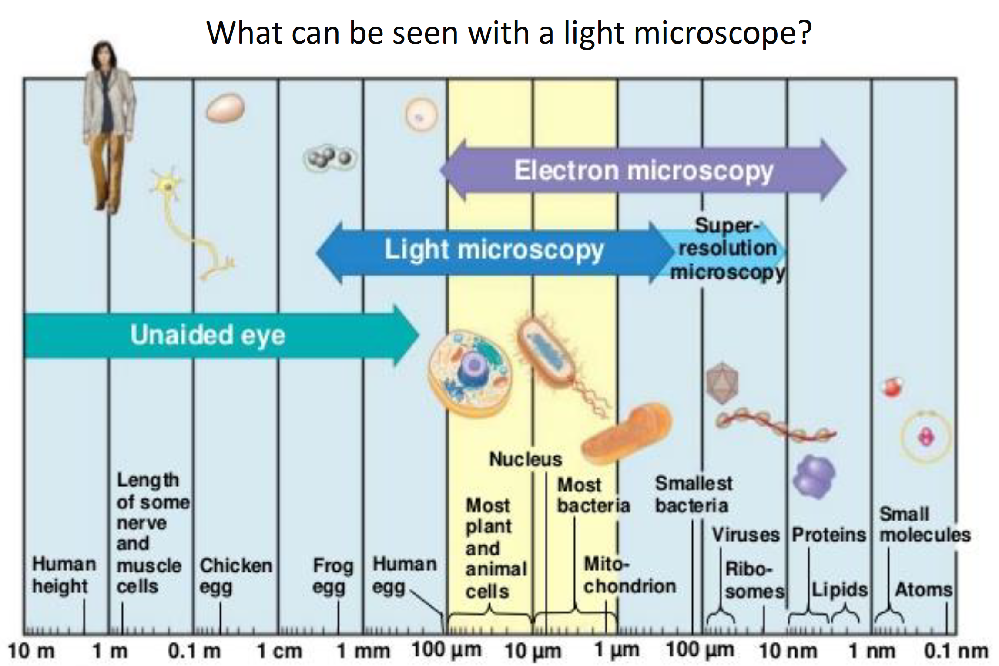 What can be seen with a light microscope?
Electron microscopy
Super-
resolution
microscopy
Light microscopy
Unaided eye
Human
height
Length
of some
nerve
and
muscle
cells
Chicken
egg
Frog
egg
Human
egg
Most
plant
and
animal
cells
Nucleus
Most
bacteria
Mito-
chondrion
Smallest
bacteria
Viruses
Ribo-
somes
Proteins
Lipids
Small
molecules
Atoms
10 m
1 m
0.1 m
1 cm
1 mm
100 µm
10 µm
1 µm
100 µm
10 nm
1 nm
0.1 nm